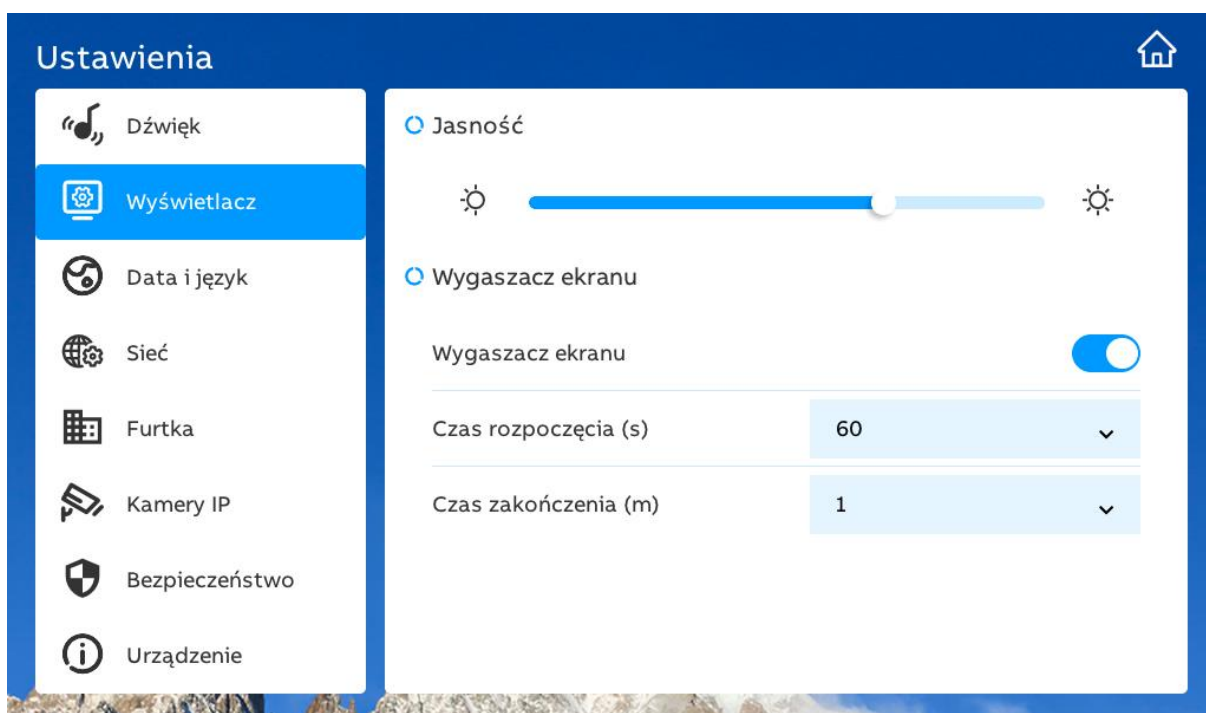 Ustawienia
Dźwięk
Wyświetlacz
Data i język
Sieć
Furtka
Kamery IP
Bezpieczeństwo
Urządzenie
Jasność
Wygaszacz ekranu
Wygaszacz ekranu
Czas rozpoczęcia (s) 60
Czas zakończenia (m) 1